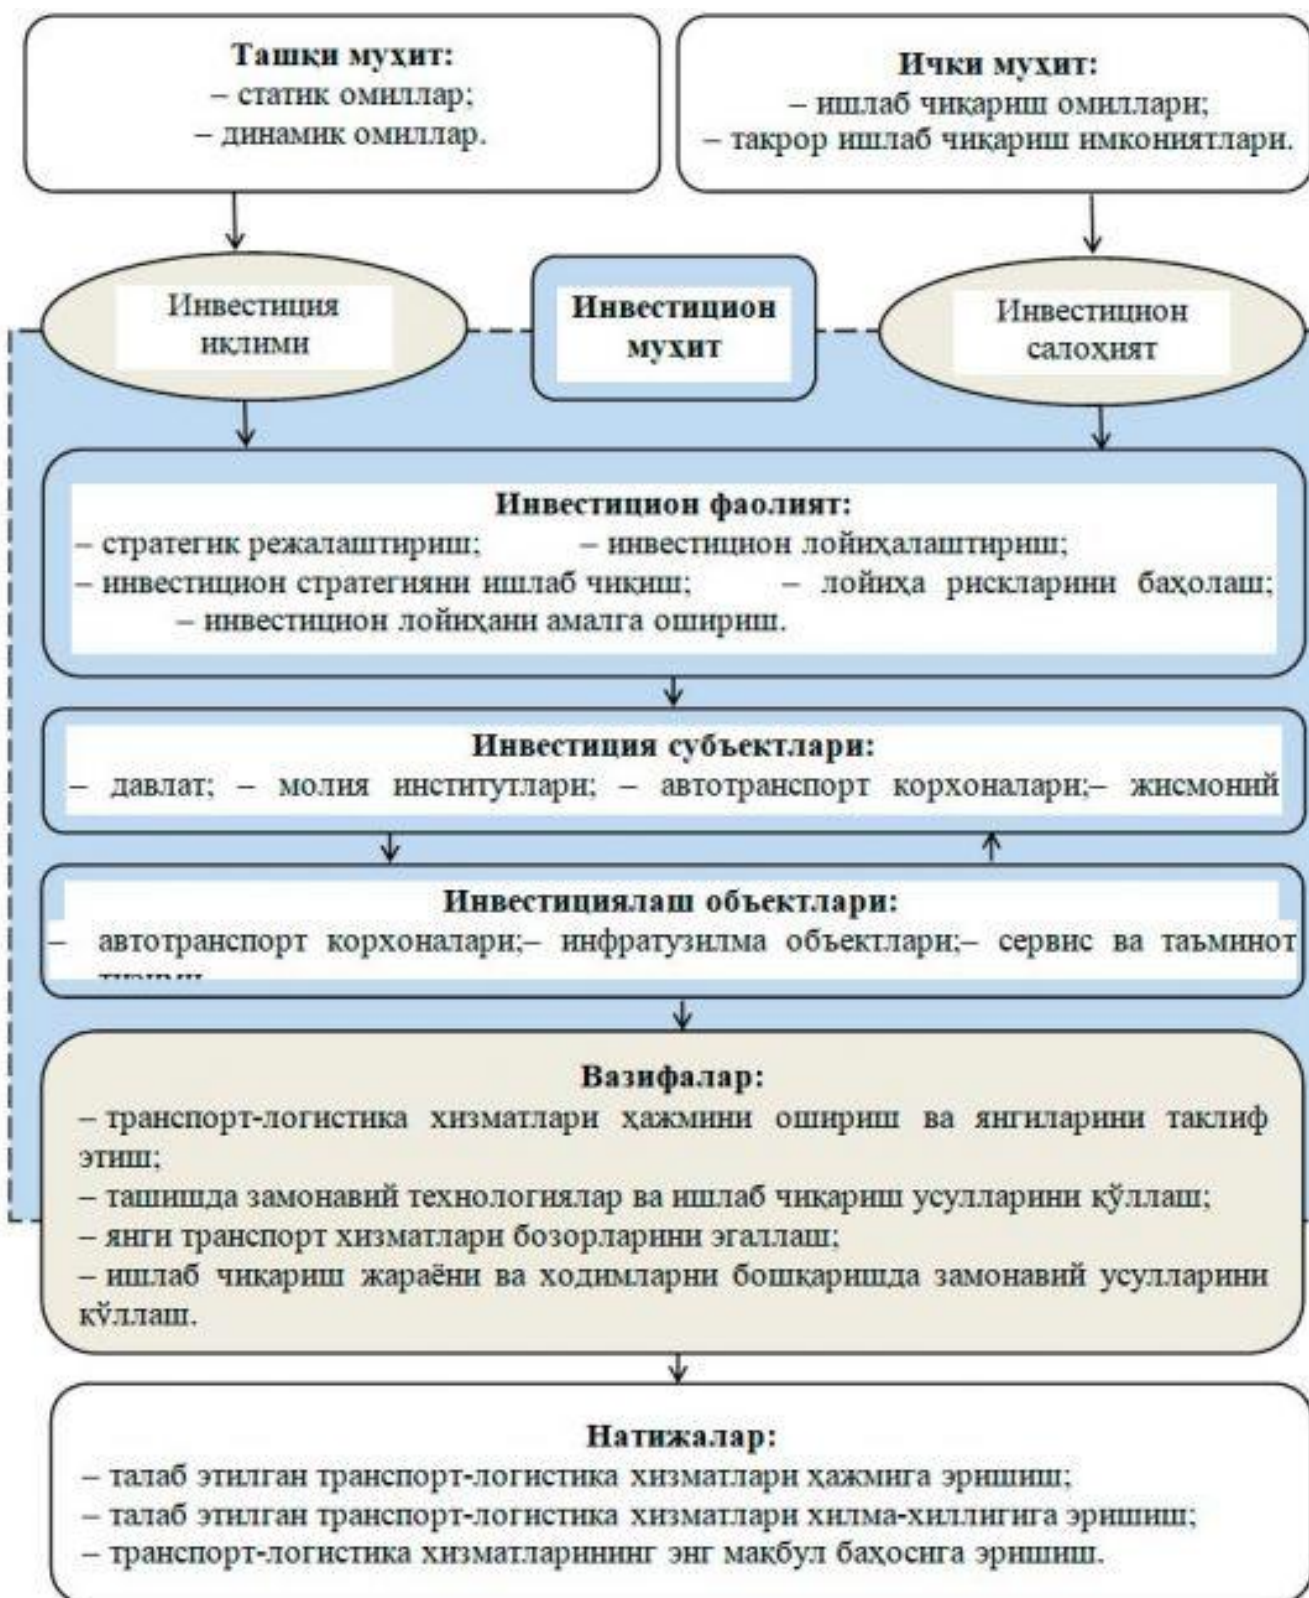 Ташқи муҳит:
– статик омиллар;
– динамик омиллар.
Ички муҳит:
– ишлаб чиқариш омиллари;
– такрор ишлаб чиқариш имкониятлари.
Инвестиция
иқлими
Инвестицион
муҳит
Инвестицион
салоҳият
Инвестицион фаолият:
– стратегик режалаштириш; – инвестицион лойиҳалаштириш;
– инвестицион стратегияни ишлаб чиқиш; – лойиҳа рискларини баҳолаш;
– инвестицион лойиҳани амалга ошириш.
Инвестиция субъектлари:
– давлат; – молия институтлари; – автотранспорт корхоналари;– жисмоний
Инвестициялаш объектлари:
– автотранспорт корхоналари;– инфратузилма объектлари;– сервис ва таъминот
Вазифалар:
– транспорт-логистика хизматлари ҳажмини ошириш ва янгиларини таклиф
этиш;
– ташишда замонавий технологиялар ва ишлаб чиқариш усулларини қўллаш;
– янги транспорт хизматлари бозорларини эгаллаш;
– ишлаб чиқариш жараёни ва ходимларни бошқаришда замонавий усулларини
қўллаш.
Натижалар:
– талаб этилган транспорт-логистика хизматлари ҳажмига эришиш;
– талаб этилган транспорт-логистика хизматлари хилма-хиллигига эришиш;
– транспорт-логистика хизматларининг энг мақбул баҳосига эришиш.